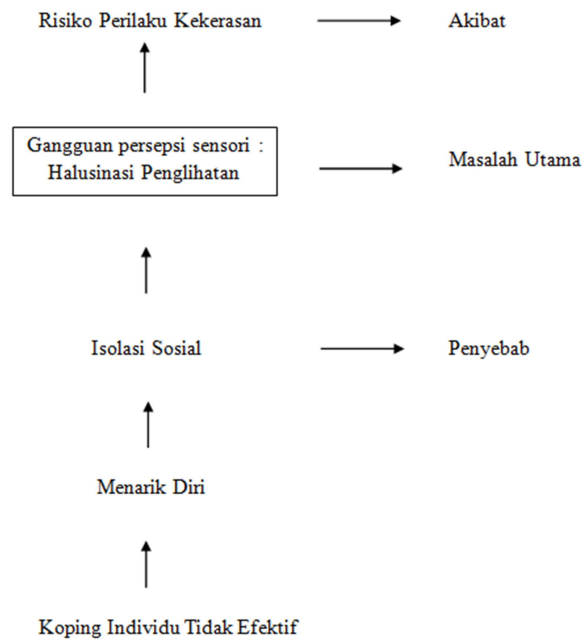 Risiko Perilaku Kekerasan
Akibat
Gangguan persepsi sensori :
Halusinasi Penglihatan
Masalah Utama
Isolasi Sosial
Penyebab
Menarik Diri
Koping Individu Tidak Efektif